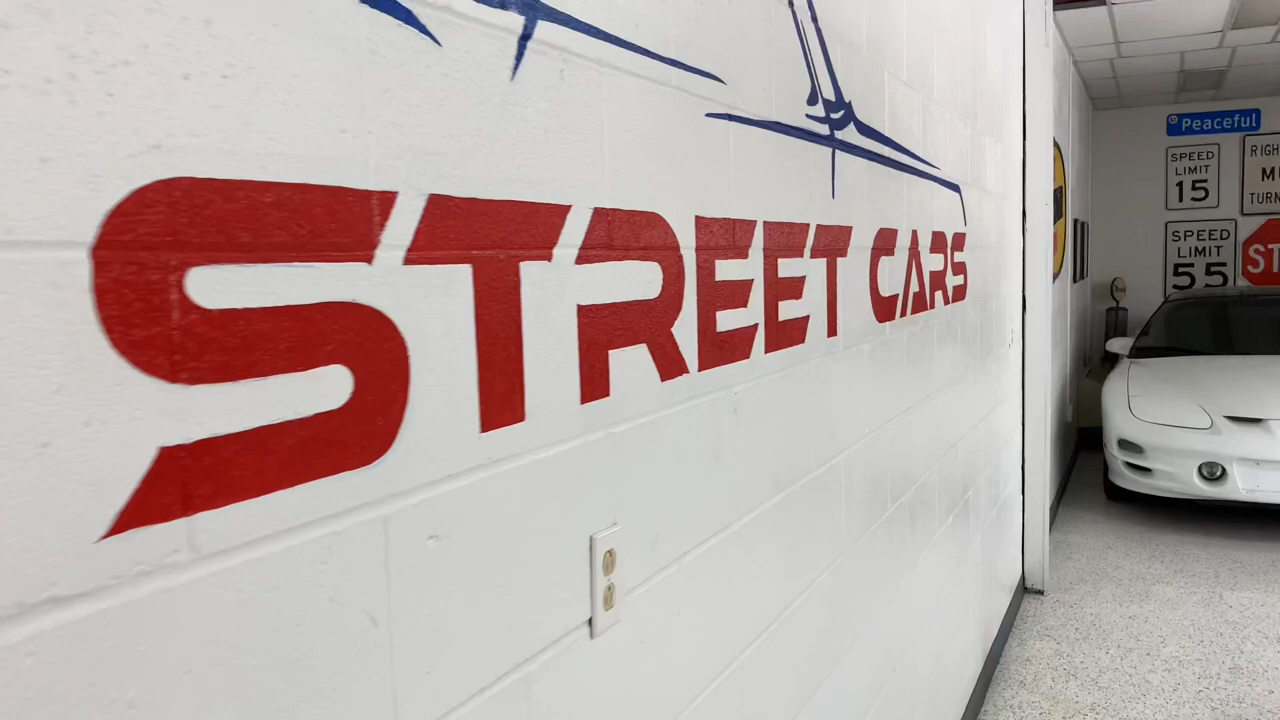 STREET CARS
Peaceful
SPEED
LIMIT
15
SPEED
LIMIT
55